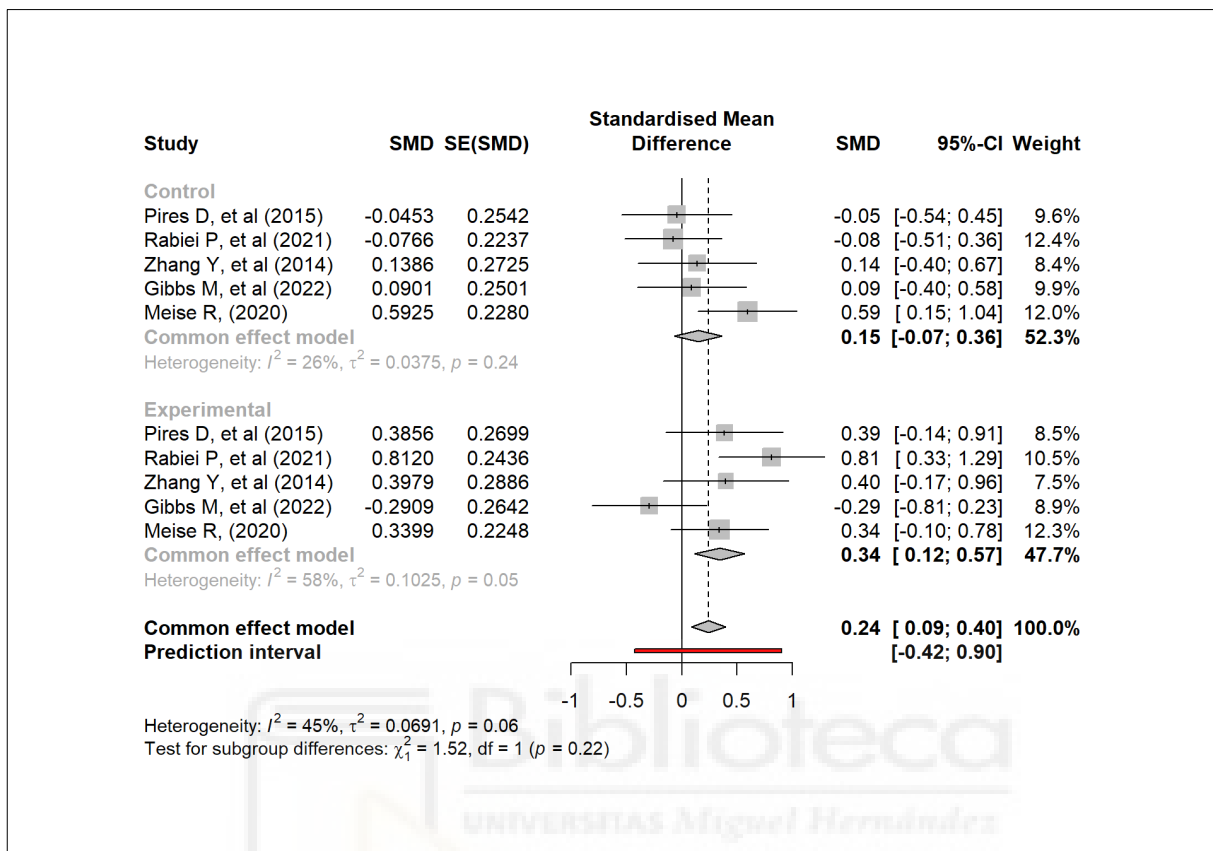 Standardised Mean
Study SMD SE(SMD) Difference SMD 95%-CI Weight
Control
Pires D, et al (2015) -0.0453 0.2542 -0.05 [-0.54; 0.45] 9.6%
Rabiei P, et al (2021) -0.0766 0.2237 -0.08 [-0.51; 0.36] 12.4%
Zhang Y, et al (2014) 0.1386 0.2725 0.14 [-0.40; 0.67] 8.4%
Gibbs M, et al (2022) 0.0901 0.2501 0.09 [-0.40; 0.58] 9.9%
Meise R, (2020) 0.5925 0.2280 0.59 [ 0.15; 1.04] 12.0%
Common effect model 0.15 [-0.07; 0.36] 52.3%
Heterogeneity: I² = 26%, τ² = 0.0375, p = 0.24
Experimental
Pires D, et al (2015) 0.3856 0.2699 0.39 [-0.14; 0.91] 8.5%
Rabiei P, et al (2021) 0.8120 0.2436 0.81 [ 0.33; 1.29] 10.5%
Zhang Y, et al (2014) 0.3979 0.2886 0.40 [-0.17; 0.96] 7.5%
Gibbs M, et al (2022) -0.2909 0.2642 -0.29 [-0.81; 0.23] 8.9%
Meise R, (2020) 0.3399 0.2248 0.34 [-0.10; 0.78] 12.3%
Common effect model 0.34 [ 0.12; 0.57] 47.7%
Heterogeneity: I² = 58%, τ² = 0.1025, p = 0.05
Common effect model 0.24 [ 0.09; 0.40] 100.0%
Prediction interval [-0.42; 0.90]
-1 -0.5 0 0.5 1
Heterogeneity: I² = 45%, τ² = 0.0691, p = 0.06
Test for subgroup differences: χ²₁ = 1.52, df = 1 (p = 0.22)
Biblioteca
UNIVERSITAS Miguel Hernández